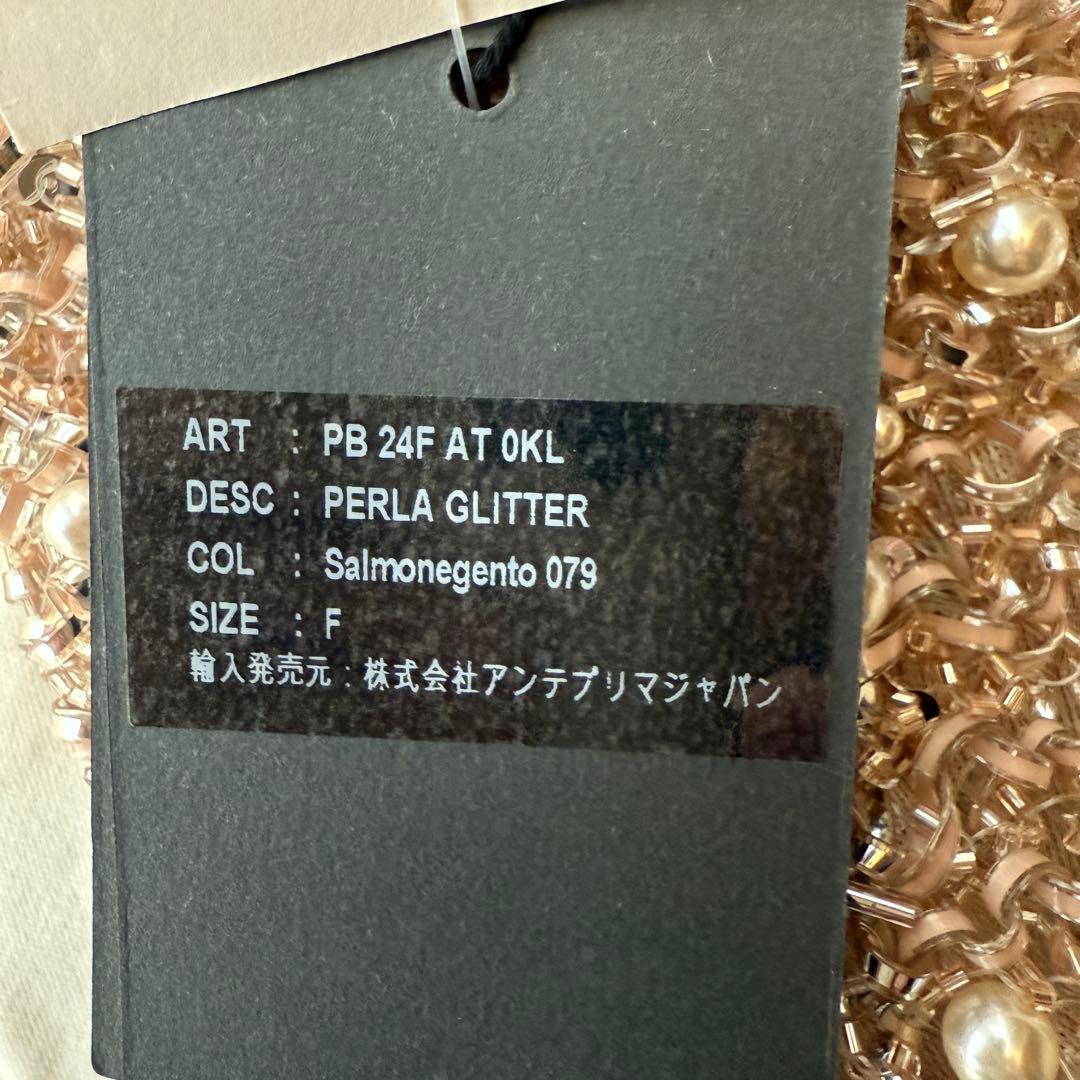 ART : PB 24F AT 0KL
DESC : PERLA GLITTER
COL : Salmonegento 079
SIZE : F
輸入発売元 : 株式会社アンテプリマジャパン